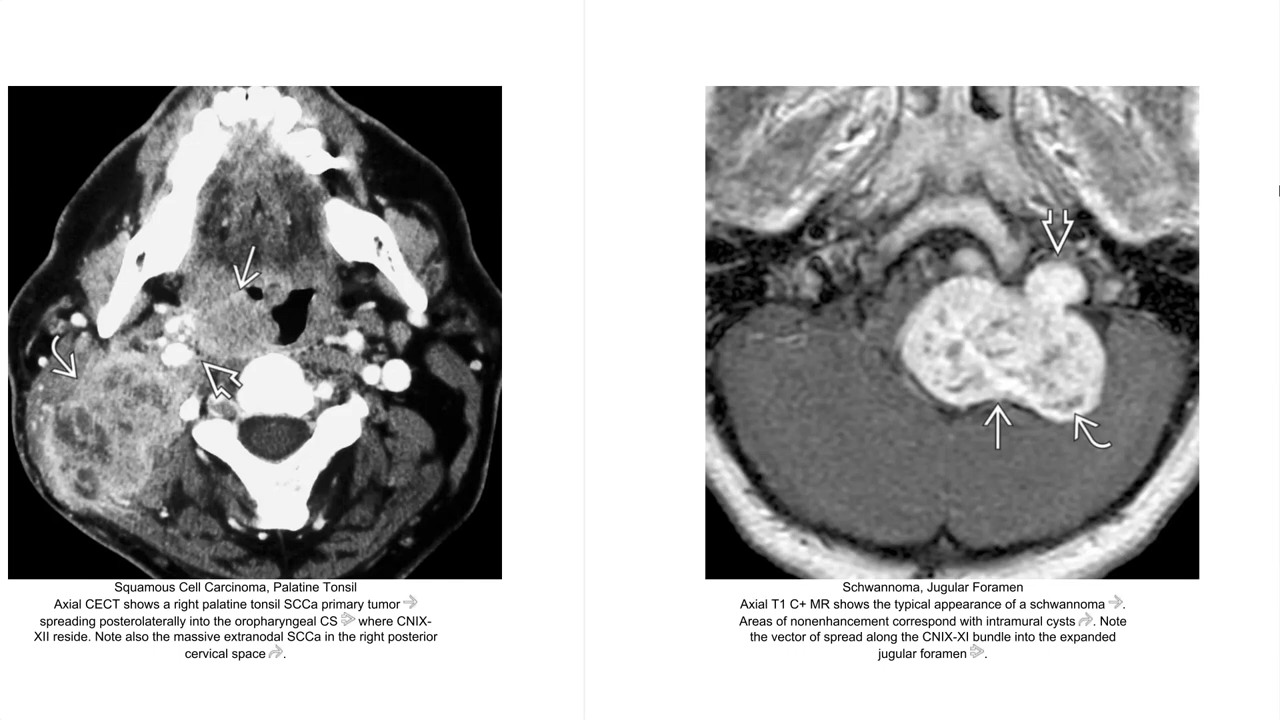 Squamous Cell Carcinoma, Palatine Tonsil
Axial CECT shows a right palatine tonsil SCCa primary tumor
spreading posterolaterally into the oropharyngeal CS where CNIX-
XII reside. Note also the massive extranodal SCCa in the right posterior
cervical space .
Schwannoma, Jugular Foramen
Axial T1 C+ MR shows the typical appearance of a schwannoma .
Areas of nonenhancement correspond with intramural cysts . Note
the vector of spread along the CNIX-XI bundle into the expanded
jugular foramen .